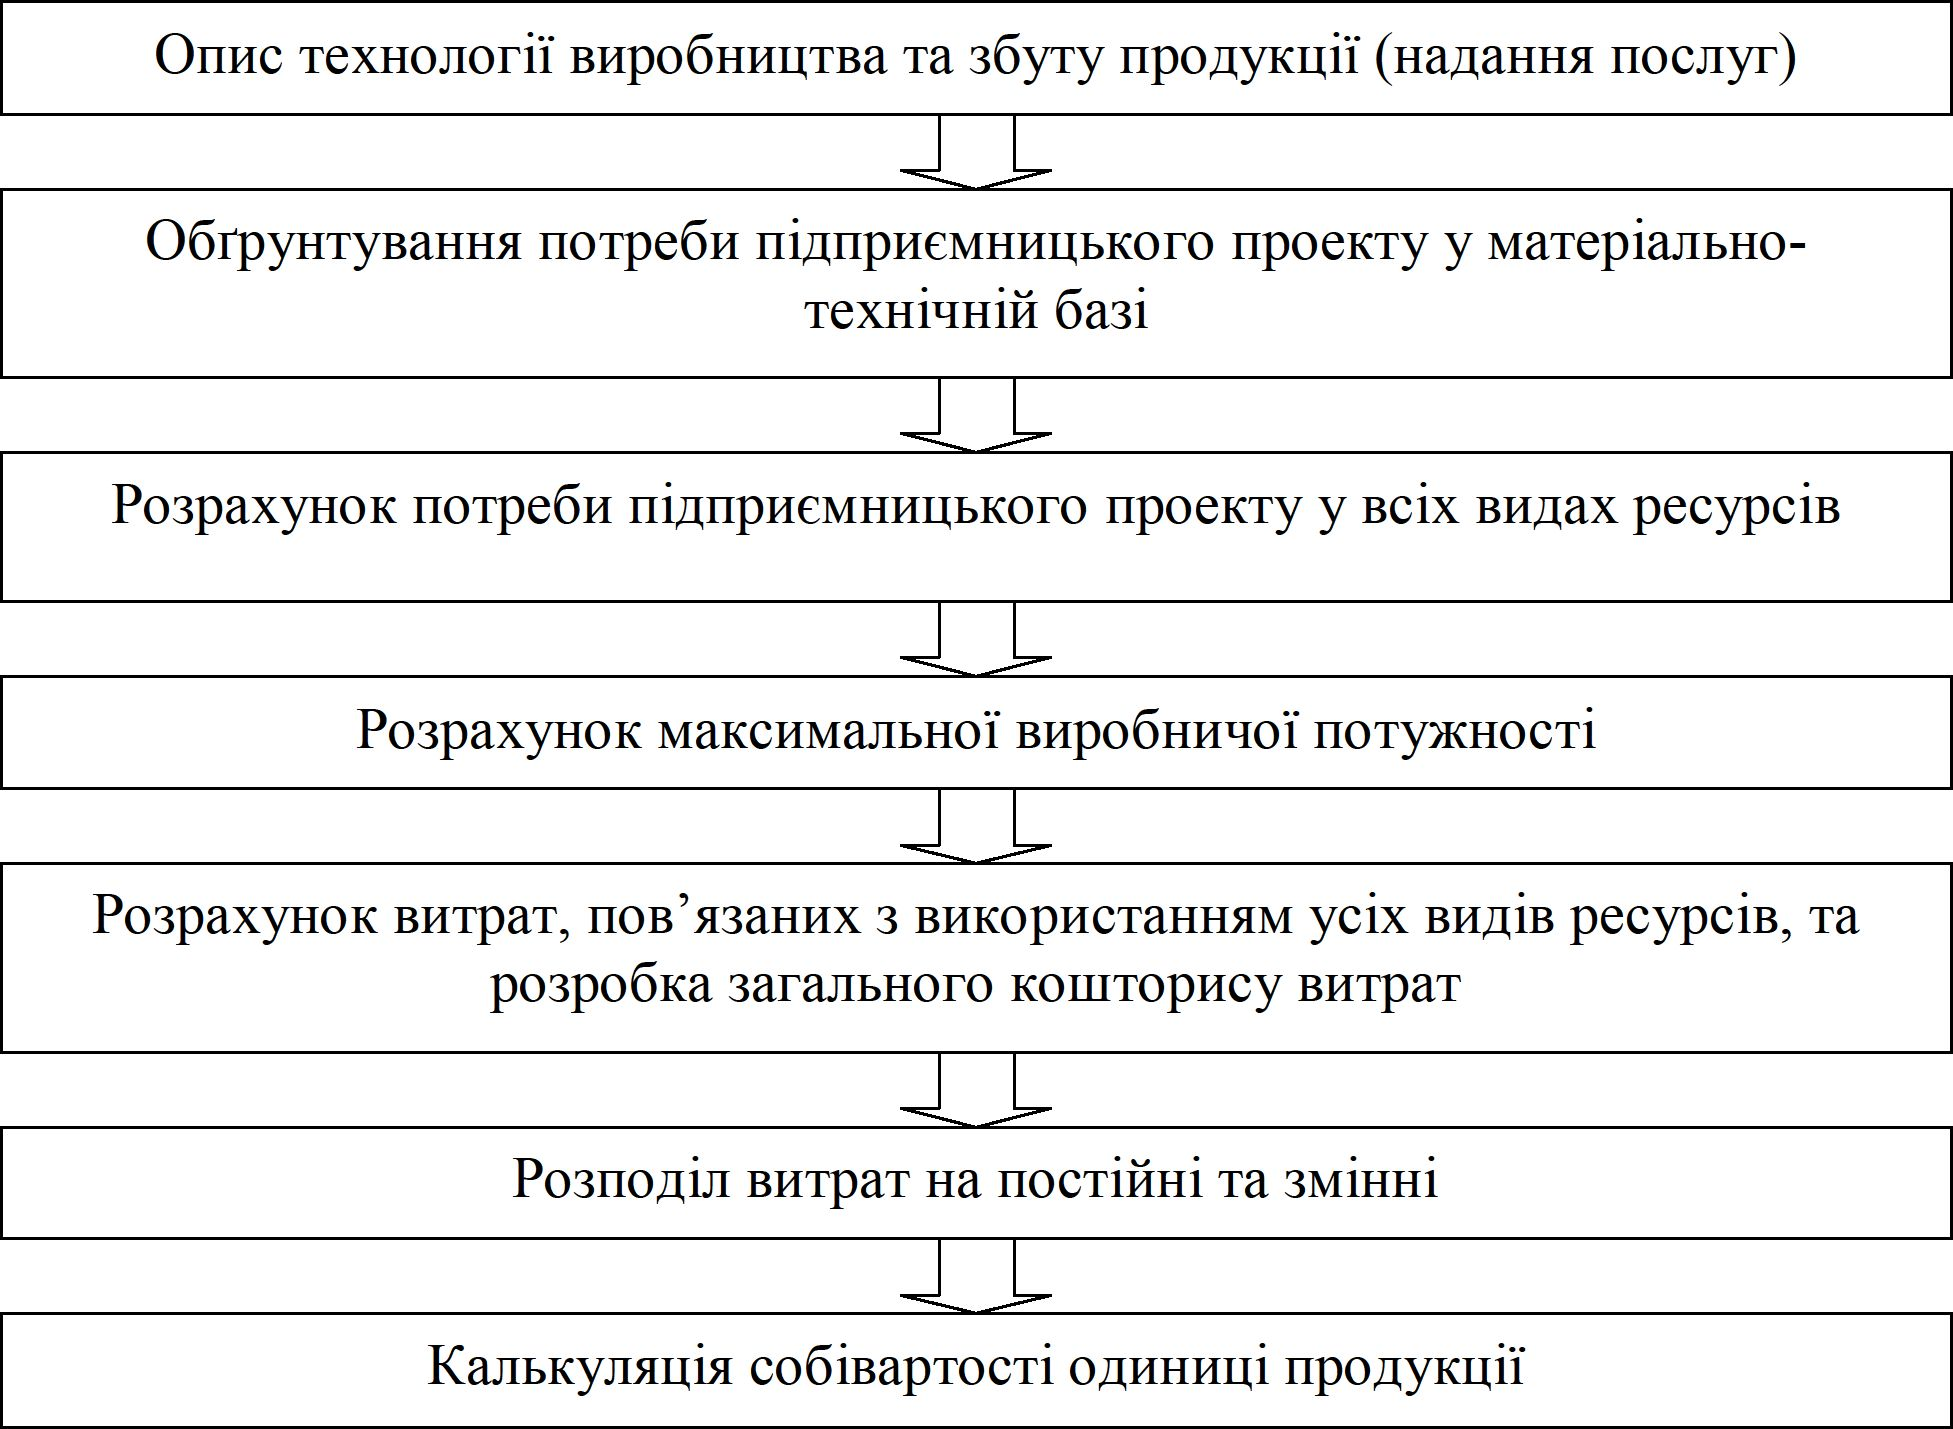 Опис технології виробництва та збуту продукції (надання послуг)
Обґрунтування потреби підприємницького проекту у матеріально-
технічній базі
Розрахунок потреби підприємницького проекту у всіх видах ресурсів
Розрахунок максимальної виробничої потужності
Розрахунок витрат, пов’язаних з використанням усіх видів ресурсів, та
розробка загального кошторису витрат
Розподіл витрат на постійні та змінні
Калькуляція собівартості одиниці продукції